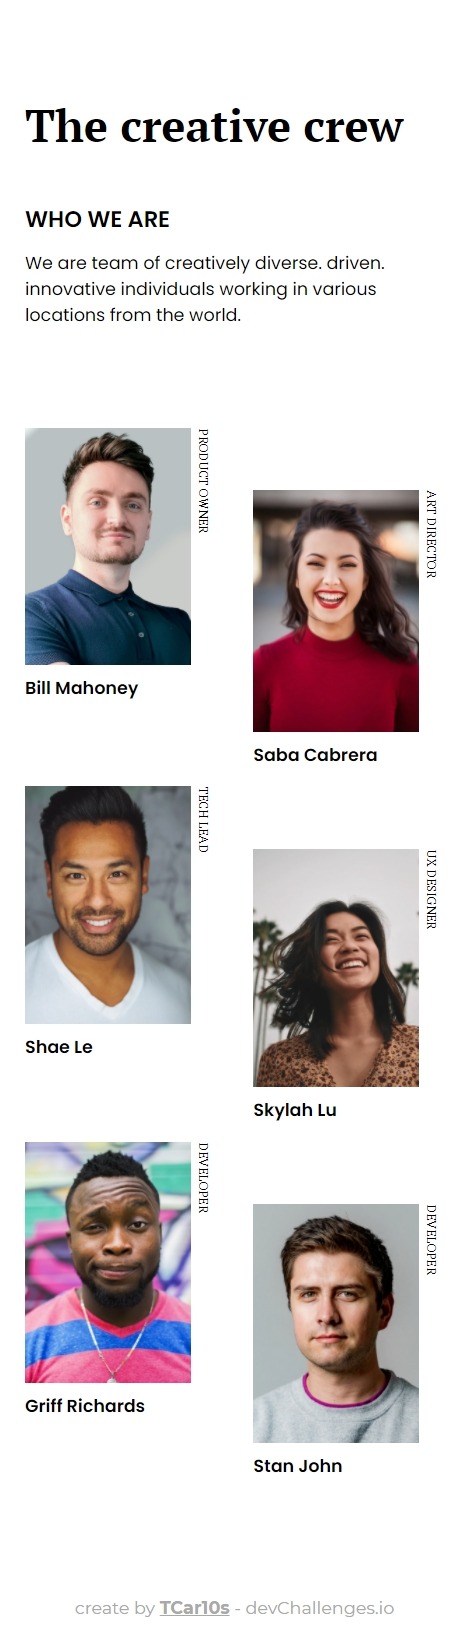 The creative crew
WHO WE ARE
We are team of creatively diverse. driven.
innovative individuals working in various
locations from the world.
PRODUCT OWNER
Bill Mahoney
ART DIRECTOR
Saba Cabrera
TECH LEAD
Shae Le
UX DESIGNER
Skylah Lu
DEVELOPER
Griff Richards
DEVELOPER
Stan John
create by TCar10s - devChallenges.io